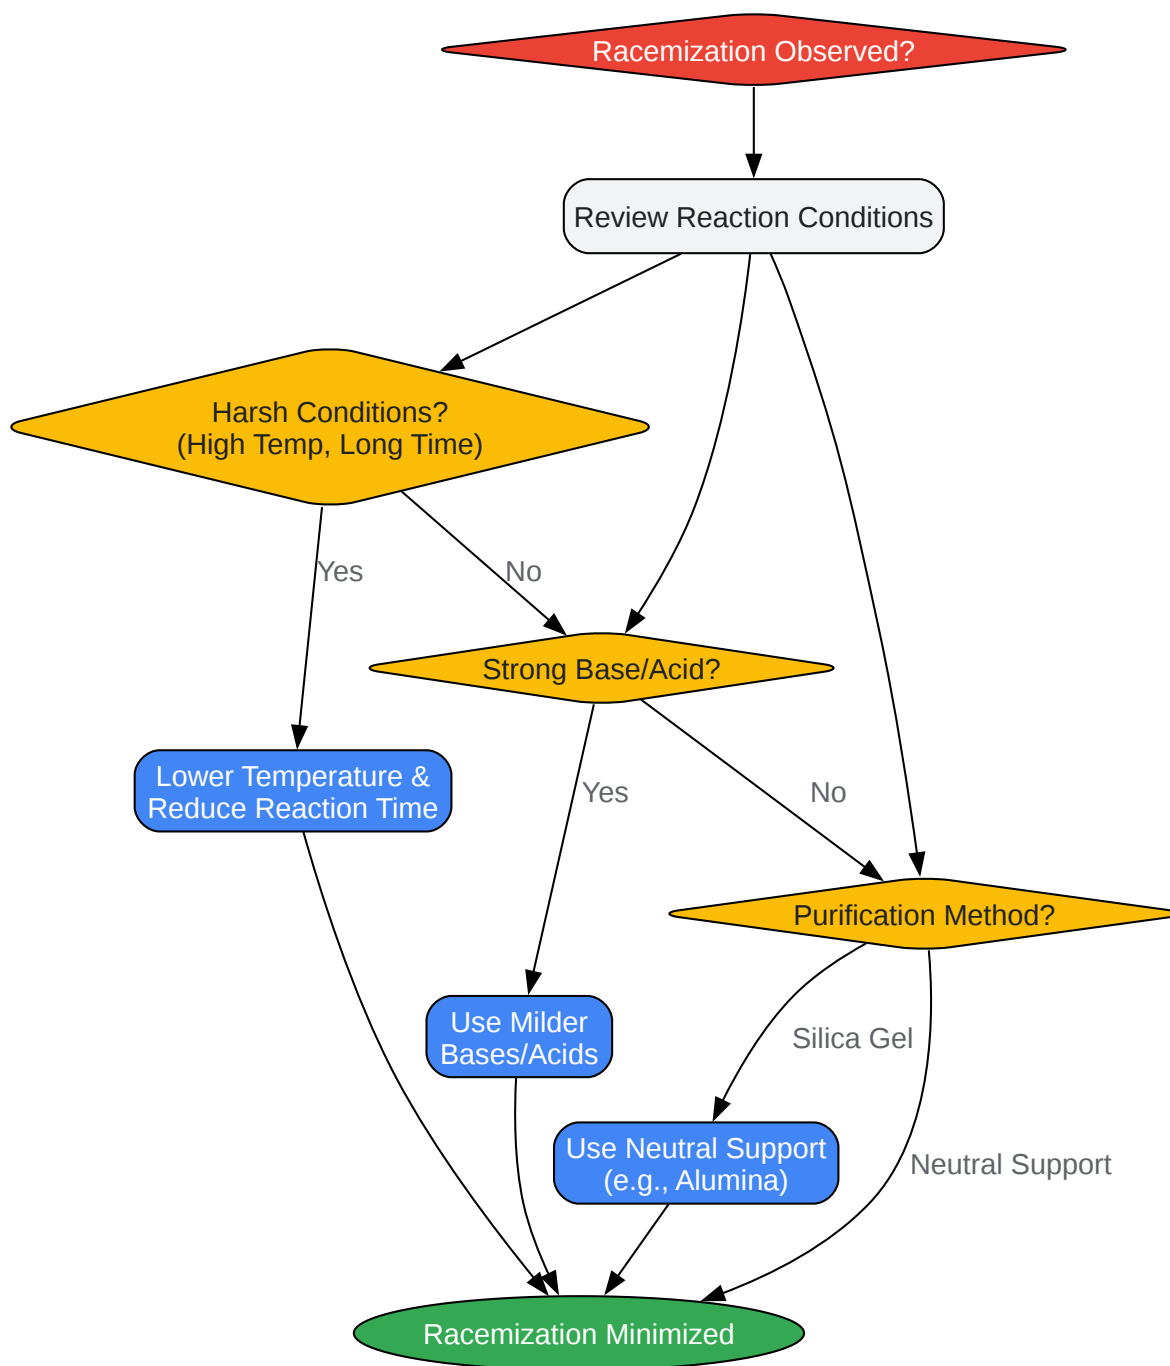 Racemization Observed?
Review Reaction Conditions
Harsh Conditions?
(High Temp, Long Time)
Yes
No
Strong Base/Acid?
Lower Temperature &
Reduce Reaction Time
Yes
No
Purification Method?
Use Milder
Bases/Acids
Silica Gel
Use Neutral Support
(e.g., Alumina)
Neutral Support
Racemization Minimized